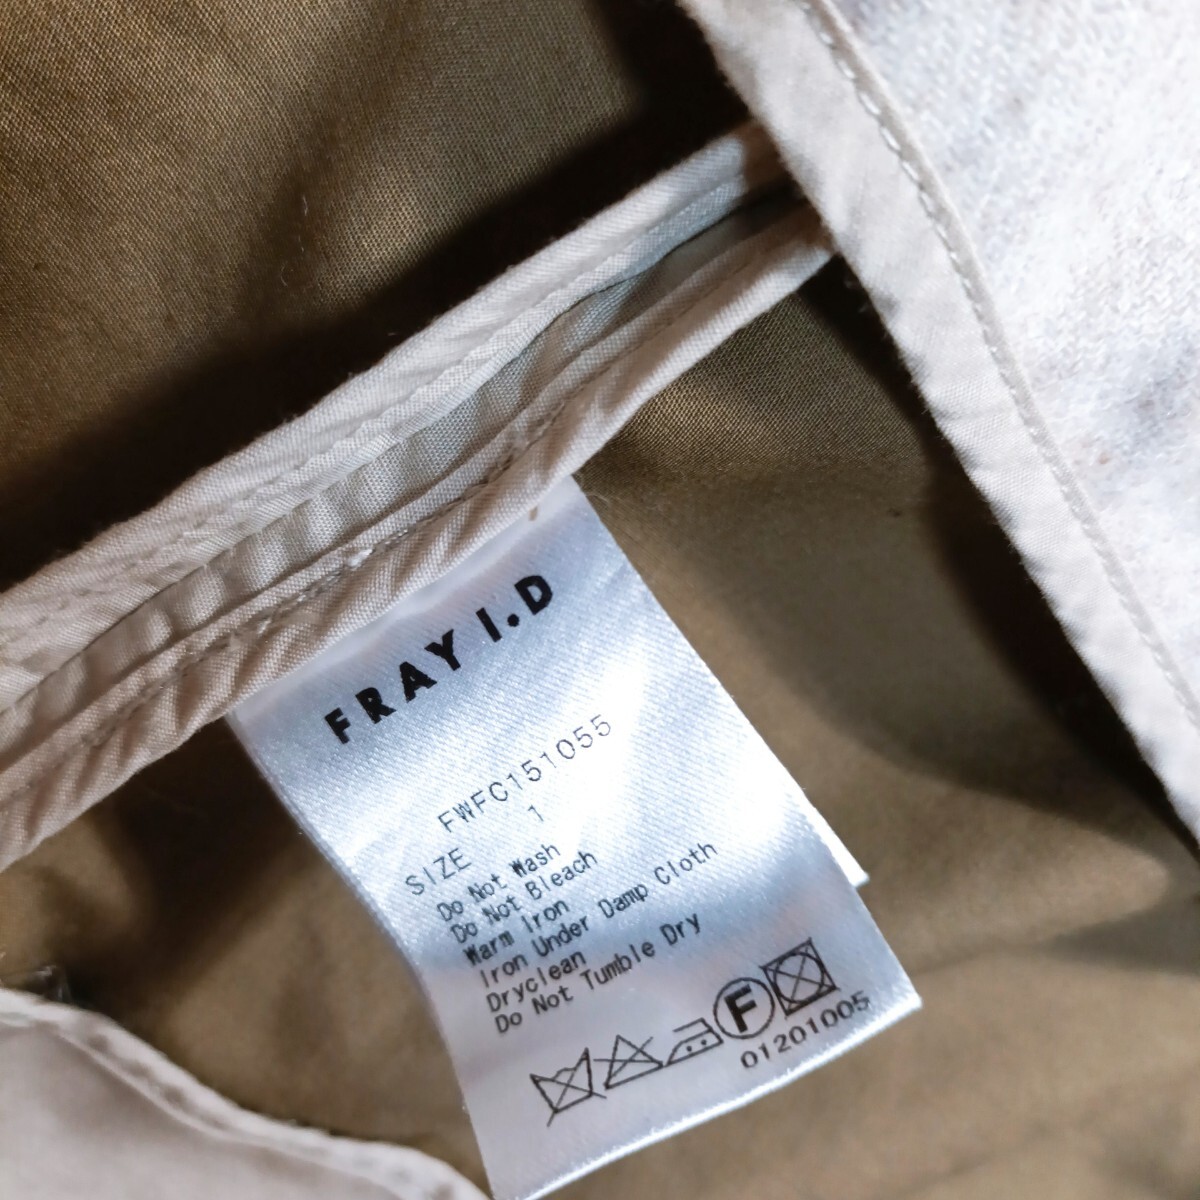 FRAY I.D
FWFC151055
SIZE 1
Do Not Wash
Do Not Bleach
Warm Iron
Iron Under Damp Cloth
Dryclean
Do Not Tumble Dry
F
01201005